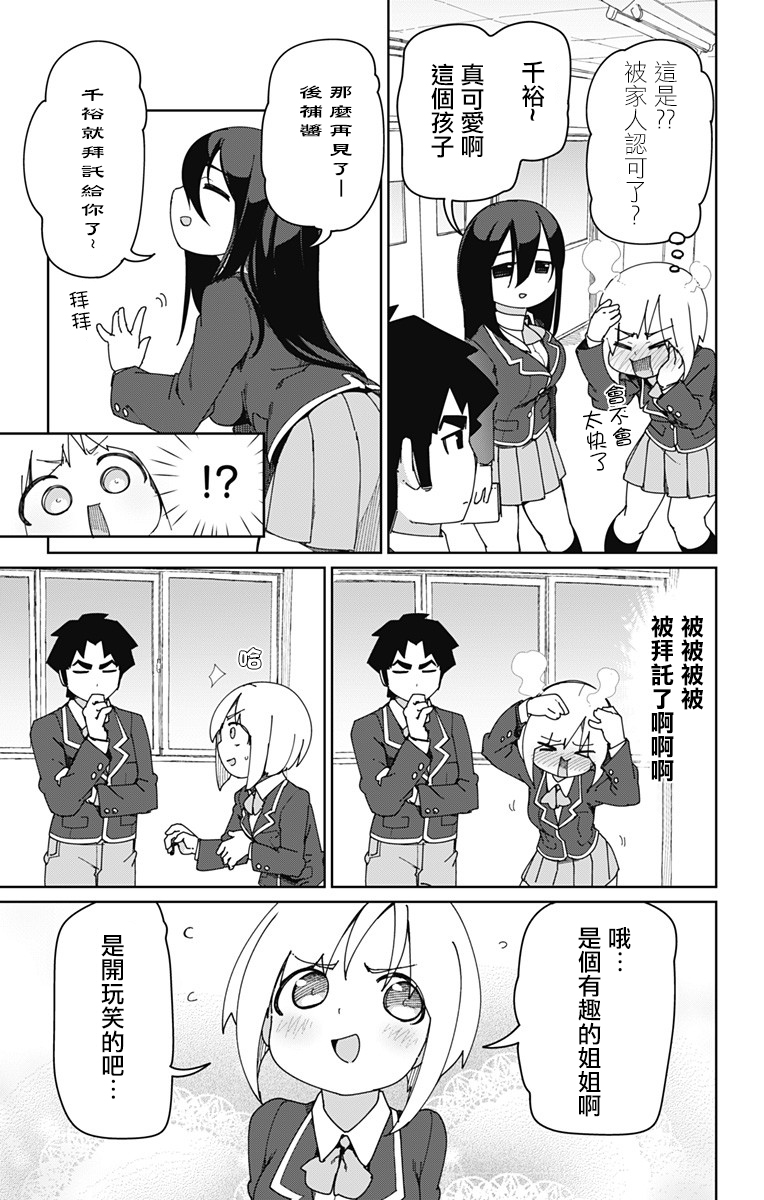 這是??
被家人認可了?
千裕~
真可愛啊
這個孩子
會不會
太快了
那麼再見了ー
後補醬
千裕就拜託給你了~
拜拜
!?
被被被被
被拜託了啊啊啊
哈
哦…
是個有趣的姐姐啊
是開玩笑的吧…